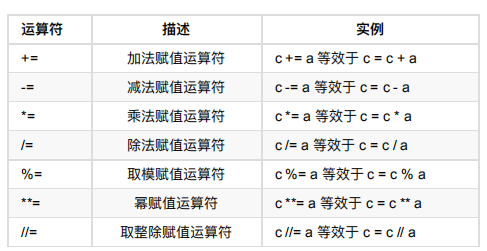 运算符 描述 实例
+= 加法赋值运算符 c += a 等效于 c = c + a
-= 减法赋值运算符 c -= a 等效于 c = c - a
*= 乘法赋值运算符 c *= a 等效于 c = c * a
/= 除法赋值运算符 c /= a 等效于 c = c / a
%= 取模赋值运算符 c %= a 等效于 c = c % a
**= 幂赋值运算符 c **= a 等效于 c = c ** a
//= 取整除赋值运算符 c //= a 等效于 c = c // a